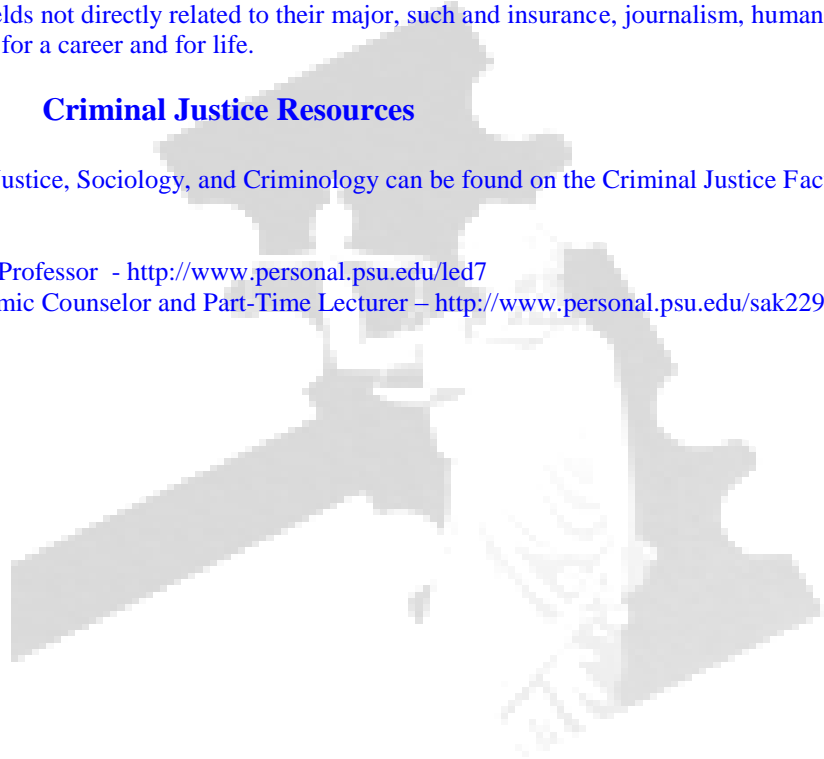 elds not directly related to their major, such and insurance, journalism, human
for a career and for life.
Criminal Justice Resources
ustice, Sociology, and Criminology can be found on the Criminal Justice Fac
Professor - http://www.personal.psu.edu/led7
mic Counselor and Part-Time Lecturer – http://www.personal.psu.edu/sak229